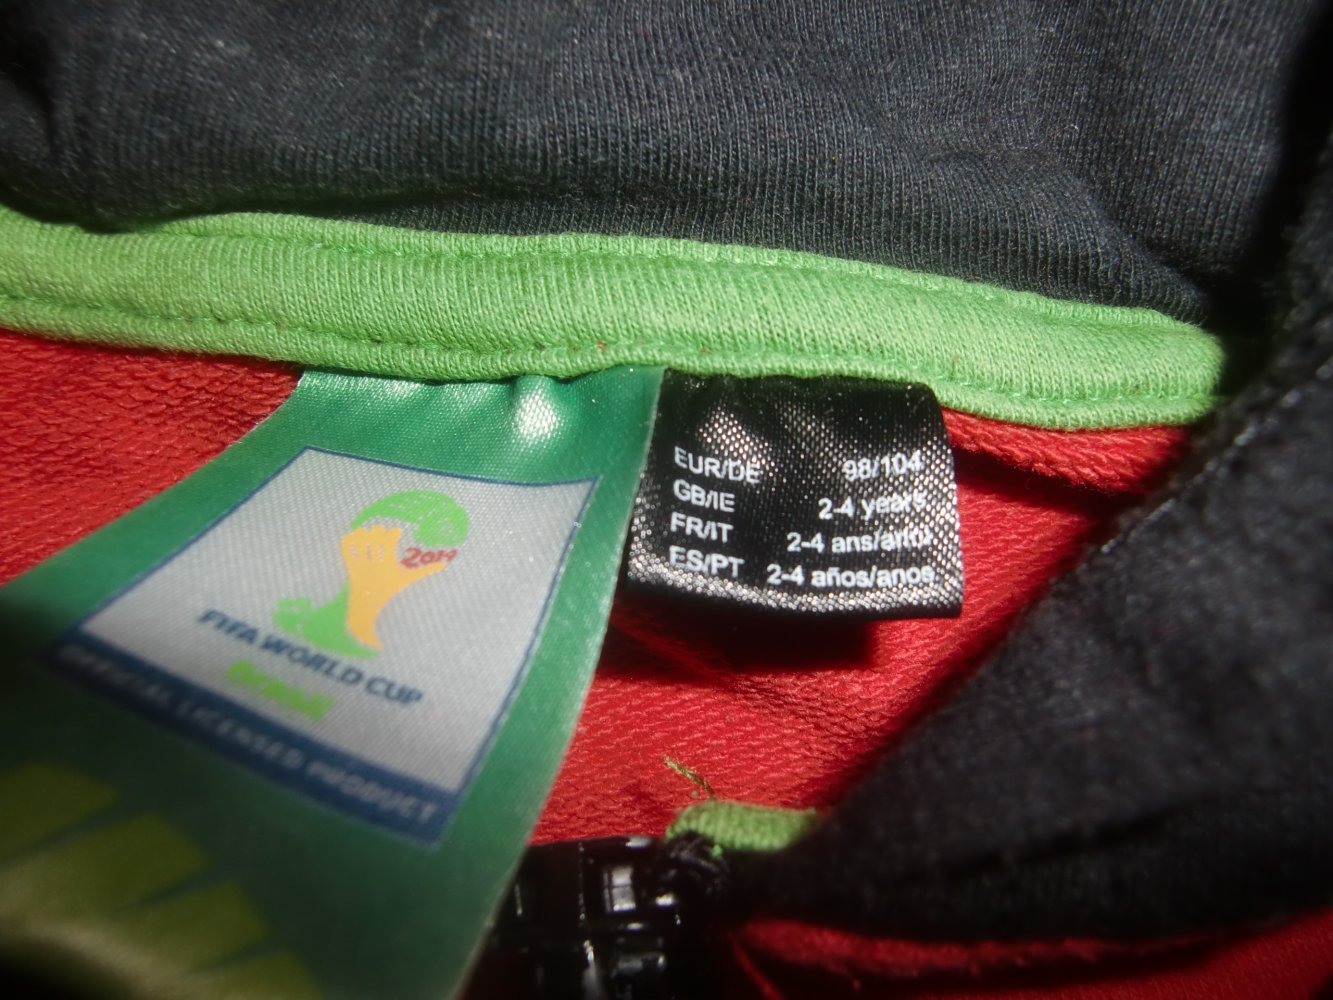 2014
FIFA WORLD CUP
Brasil
OFFICIAL LICENSED PRODUCT
EUR/DE 98/104
GB/IE 2-4 years
FR/IT 2-4 ans/anni
ES/PT 2-4 años/anos